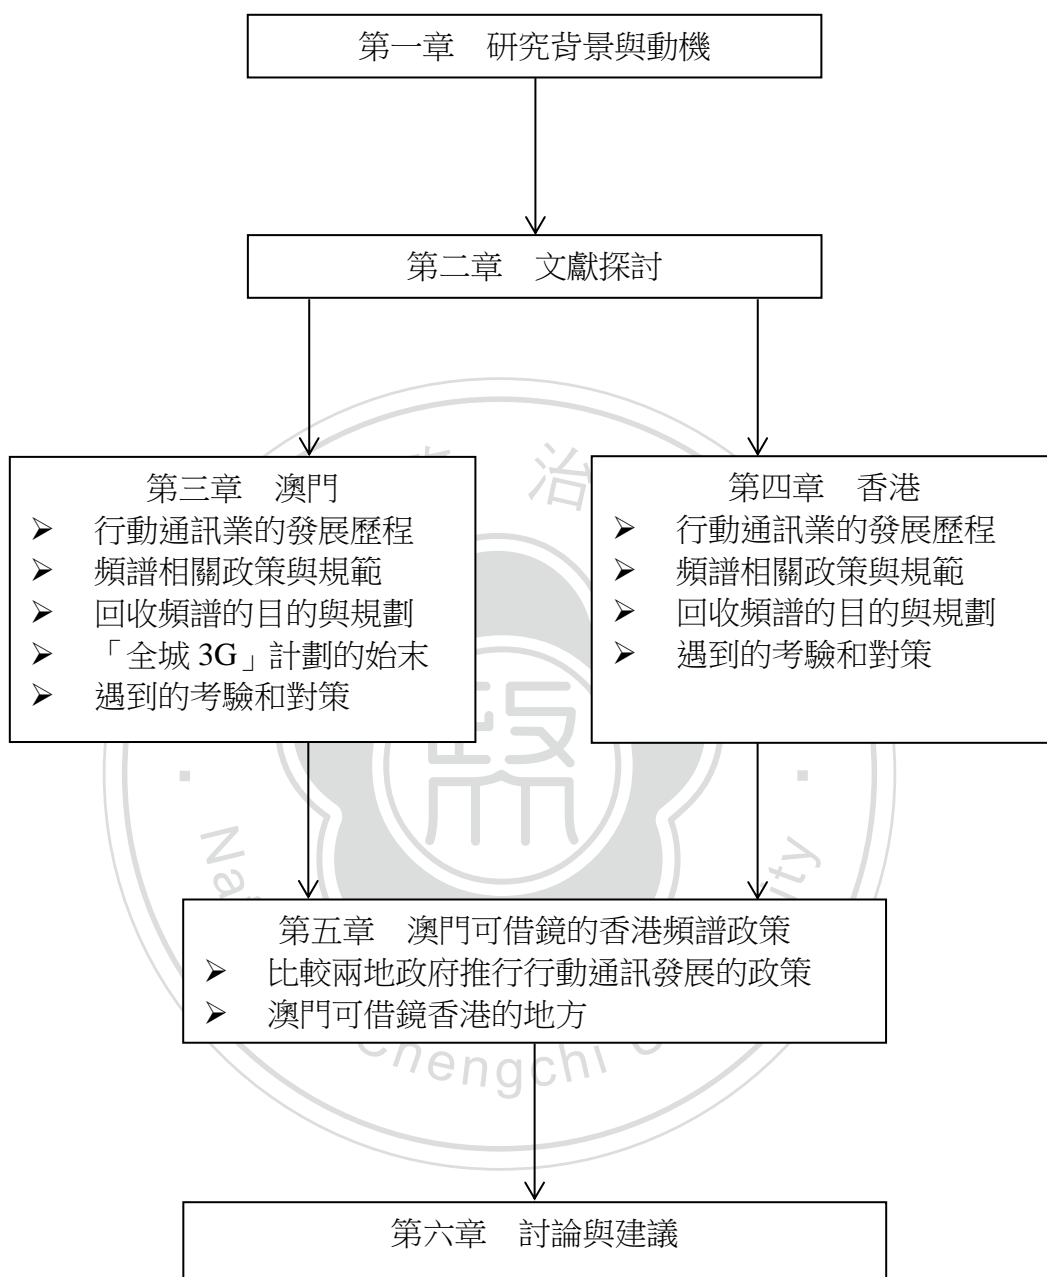 第一章　研究背景與動機
第二章　文獻探討
第三章　澳門
➢ 行動通訊業的發展歷程
➢ 頻譜相關政策與規範
➢ 回收頻譜的目的與規劃
➢ 「全城 3G」計劃的始末
➢ 遇到的考驗和對策
第四章　香港
➢ 行動通訊業的發展歷程
➢ 頻譜相關政策與規範
➢ 回收頻譜的目的與規劃
➢ 遇到的考驗和對策
治
政
第五章　澳門可借鏡的香港頻譜政策
➢ 比較兩地政府推行行動通訊發展的政策
➢ 澳門可借鏡香港的地方
Chengchi
第六章　討論與建議